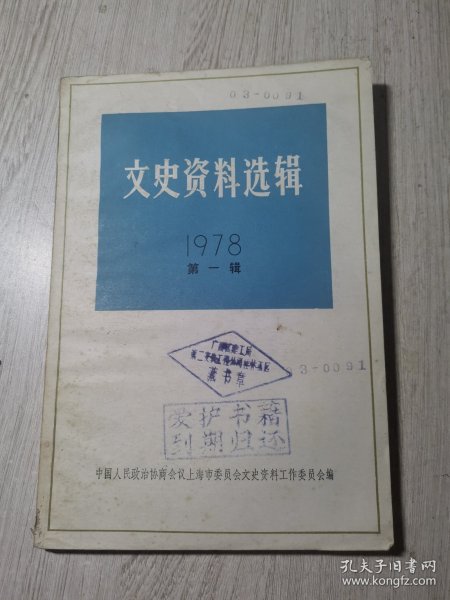 03-0091
文史资料选辑
1978
第一辑
藏书章
03-0091
爱护书籍
到期归还
中国人民政治协商会议上海市委员会文史资料工作委员会编
孔夫子旧书网
www.kongfz.com